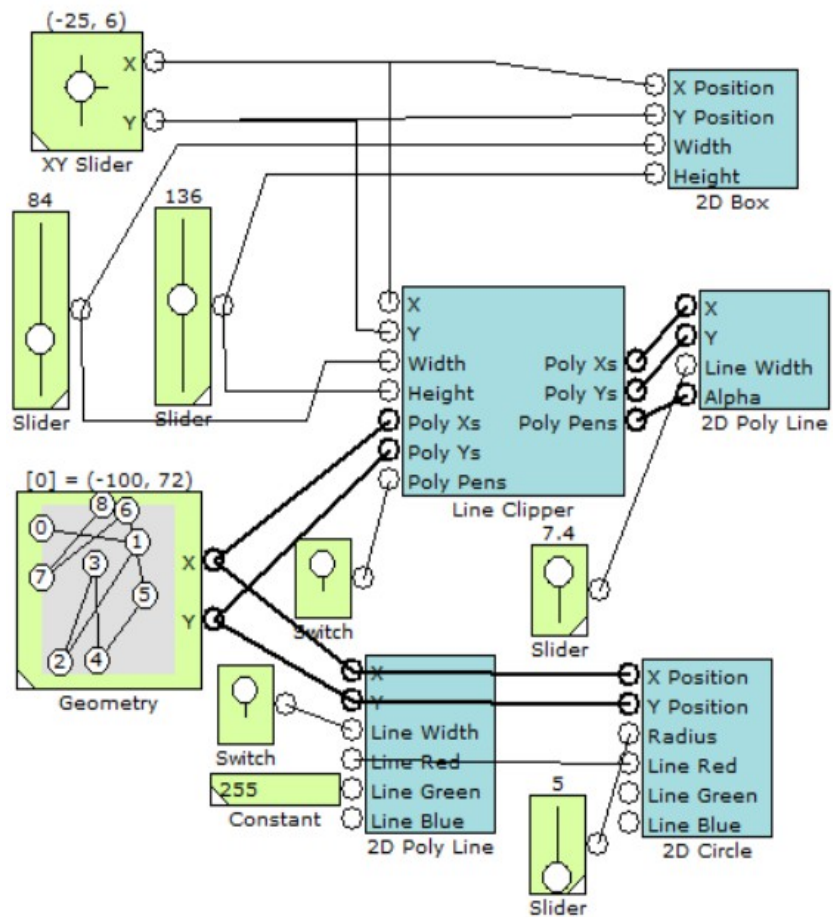 (-25, 6)
X
Y
XY Slider
X Position
Y Position
Width
Height
2D Box
84
Slider
136
Slider
X
Y
Width
Height
Poly Xs
Poly Ys
Poly Pens
Poly Xs
Poly Ys
Poly Pens
Line Clipper
X
Y
Line Width
Alpha
2D Poly Line
[0] = (-100, 72)
8
6
0
1
3
7
5
2
4
X
Y
Geometry
Switch
7.4
Slider
Switch
255
Constant
X
Y
Line Width
Line Red
Line Green
Line Blue
2D Poly Line
X Position
Y Position
Radius
Line Red
Line Green
Line Blue
2D Circle
5
Slider